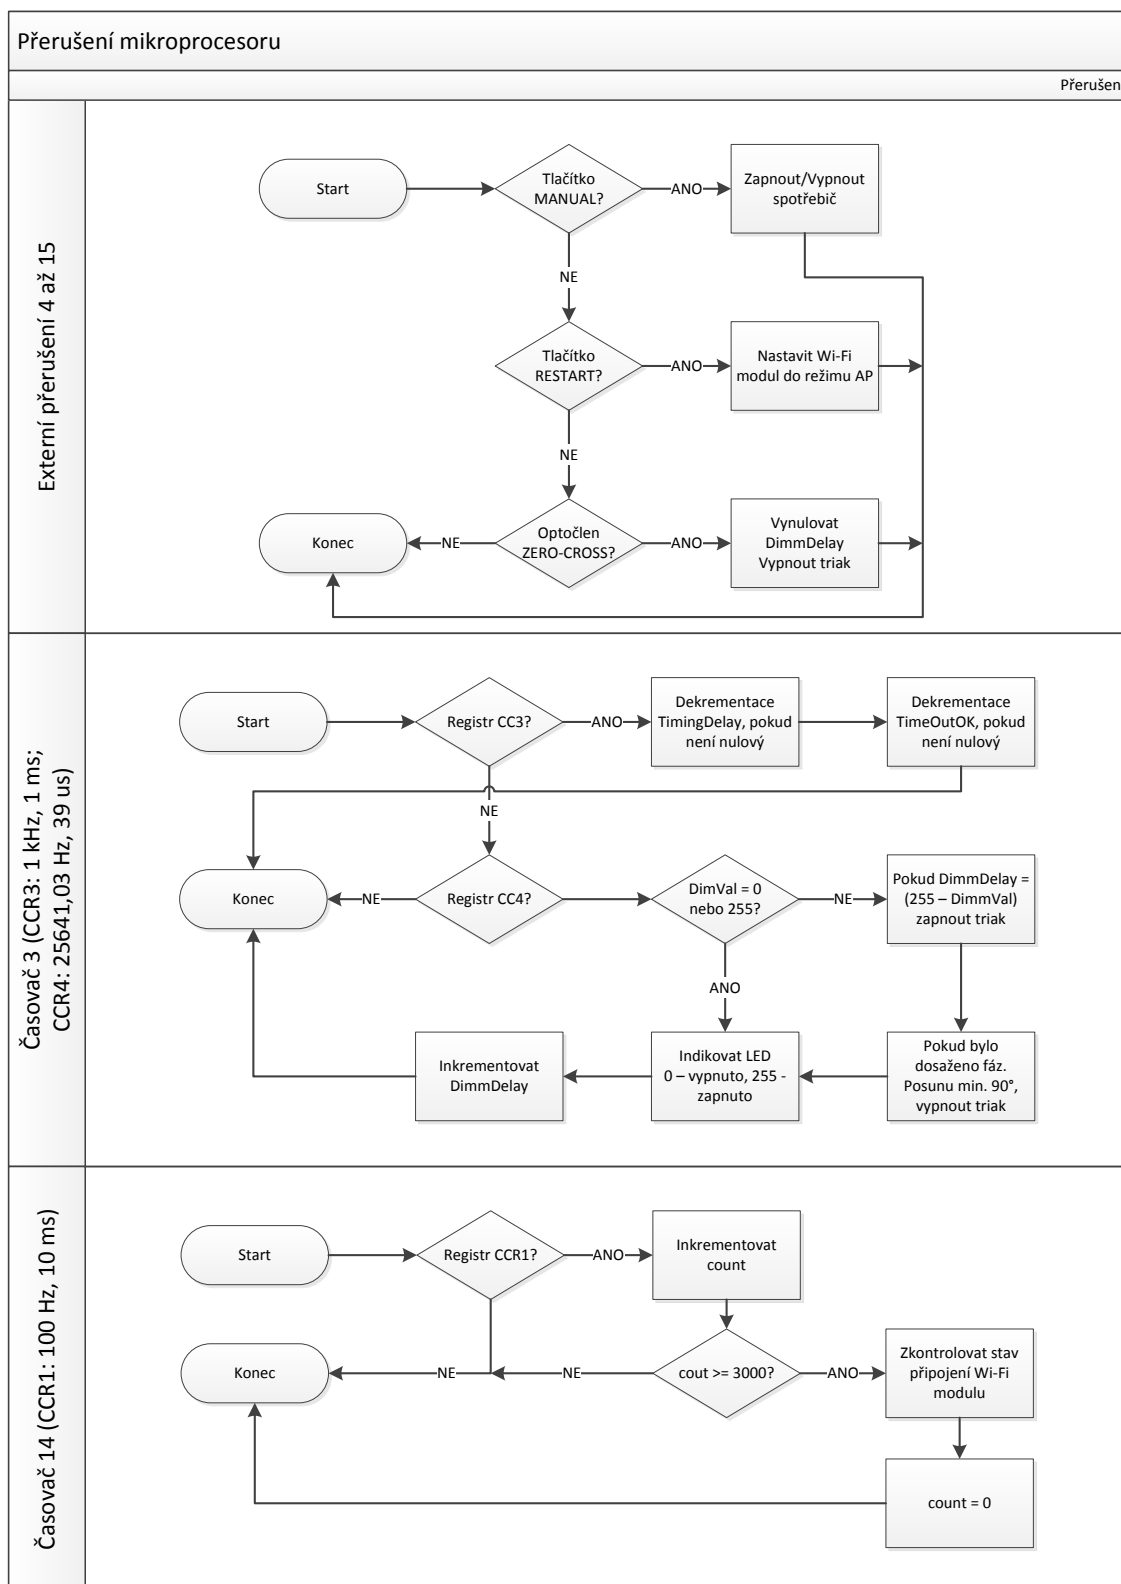 Přerušení mikroprocesoru
Přerušen
Externí přerušení 4 až 15
Start
Tlačítko
MANUAL?
ANO
Zapnout/Vypnout
spotřebič
NE
Tlačítko
RESTART?
ANO
Nastavit Wi-Fi
modul do režimu AP
NE
Konec
NE
Optočlen
ZERO-CROSS?
ANO
Vynulovat
DimmDelay
Vypnout triak
Časovač 3 (CCR3: 1 kHz, 1 ms;
CCR4: 25641,03 Hz, 39 us)
Start
Registr CC3?
ANO
Dekrementace
TimingDelay, pokud
není nulový
Dekrementace
TimeOutOK, pokud
není nulový
NE
Konec
NE
Registr CC4?
DimVal = 0
nebo 255?
NE
Pokud DimmDelay =
(255 – DimmVal)
zapnout triak
ANO
Inkrementovat
DimmDelay
Indikovat LED
0 – vypnuto, 255 -
zapnuto
Pokud bylo
dosaženo fáz.
Posunu min. 90°,
vypnout triak
Časovač 14 (CCR1: 100 Hz, 10 ms)
Start
Registr CCR1?
ANO
Inkrementovat
count
Konec
NE
NE
cout >= 3000?
ANO
Zkontrolovat stav
připojení Wi-Fi
modulu
count = 0